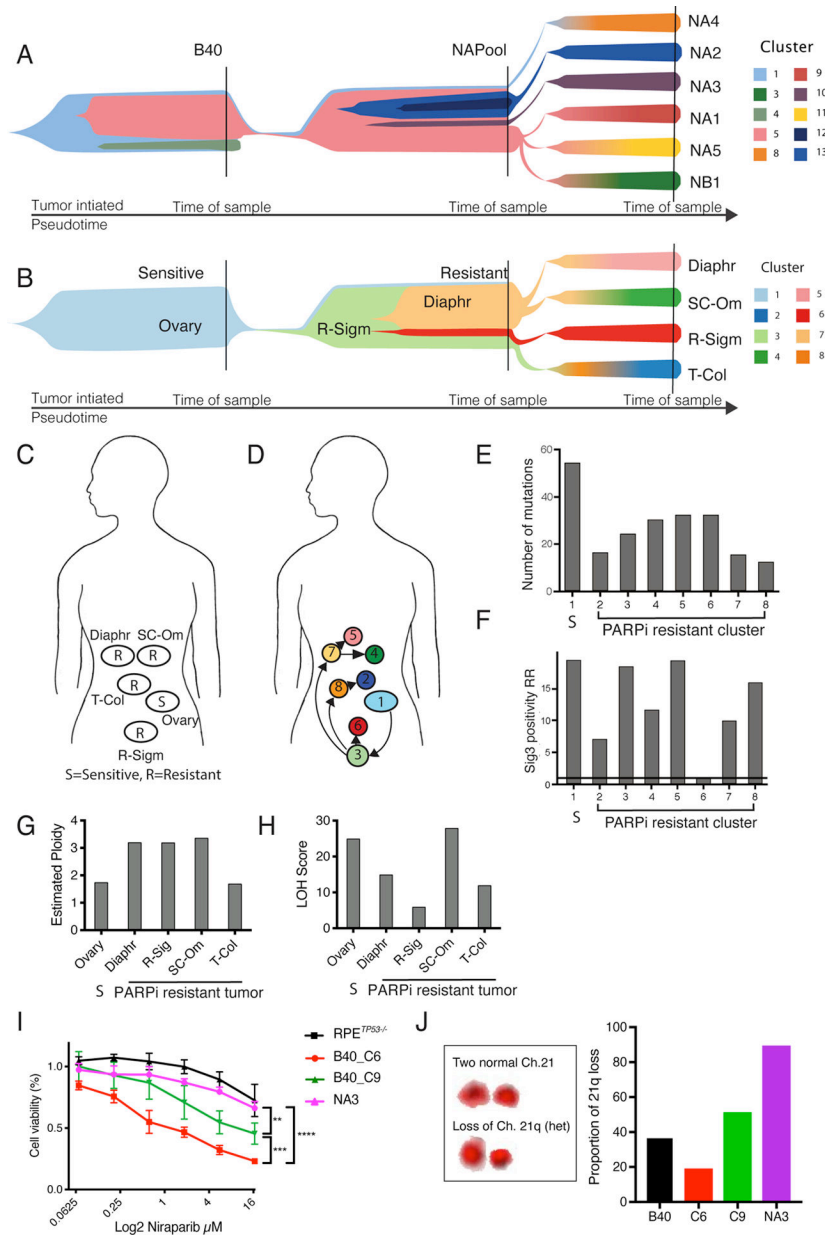 A
B40
NAPool
NA4
NA2
NA3
NA1
NA5
NB1
Cluster
1
3
4
5
8
9
10
11
12
13
Tumor intiated
Time of sample
Time of sample
Time of sample
Pseudotime
B
Sensitive
Resistant
Ovary
R-Sigm
Diaphr
Diaphr
SC-Om
R-Sigm
T-Col
Cluster
1
2
3
4
5
6
7
8
Tumor intiated
Time of sample
Time of sample
Time of sample
Pseudotime
C
Diaphr
SC-Om
R
R
T-Col
R
S
Ovary
R
R-Sigm
S=Sensitive, R=Resistant
D
5
7
4
8
2
1
6
3
E
Number of mutations
60
40
20
0
1 2 3 4 5 6 7 8
S
PARPi resistant cluster
F
Sig3 positivity RR
15
10
5
0
1 2 3 4 5 6 7 8
S
PARPi resistant cluster
G
Estimated Ploidy
4
3
2
1
0
Ovary
Diaphr
R-Sig
SC-Om
T-Col
S
PARPi resistant tumor
H
LOH Score
30
20
10
0
Ovary
Diaphr
R-Sig
SC-Om
T-Col
S
PARPi resistant tumor
I
Cell viability (%)
1.0
0.5
0.0
0.0625
0.25
1
4
16
Log2 Niraparib µM
**
***
****
RPE TP53-/-
B40_C6
B40_C9
NA3
J
Two normal Ch.21
Loss of Ch. 21q (het)
Proportion of 21q loss
100
80
60
40
20
0
B40
C6
C9
NA3